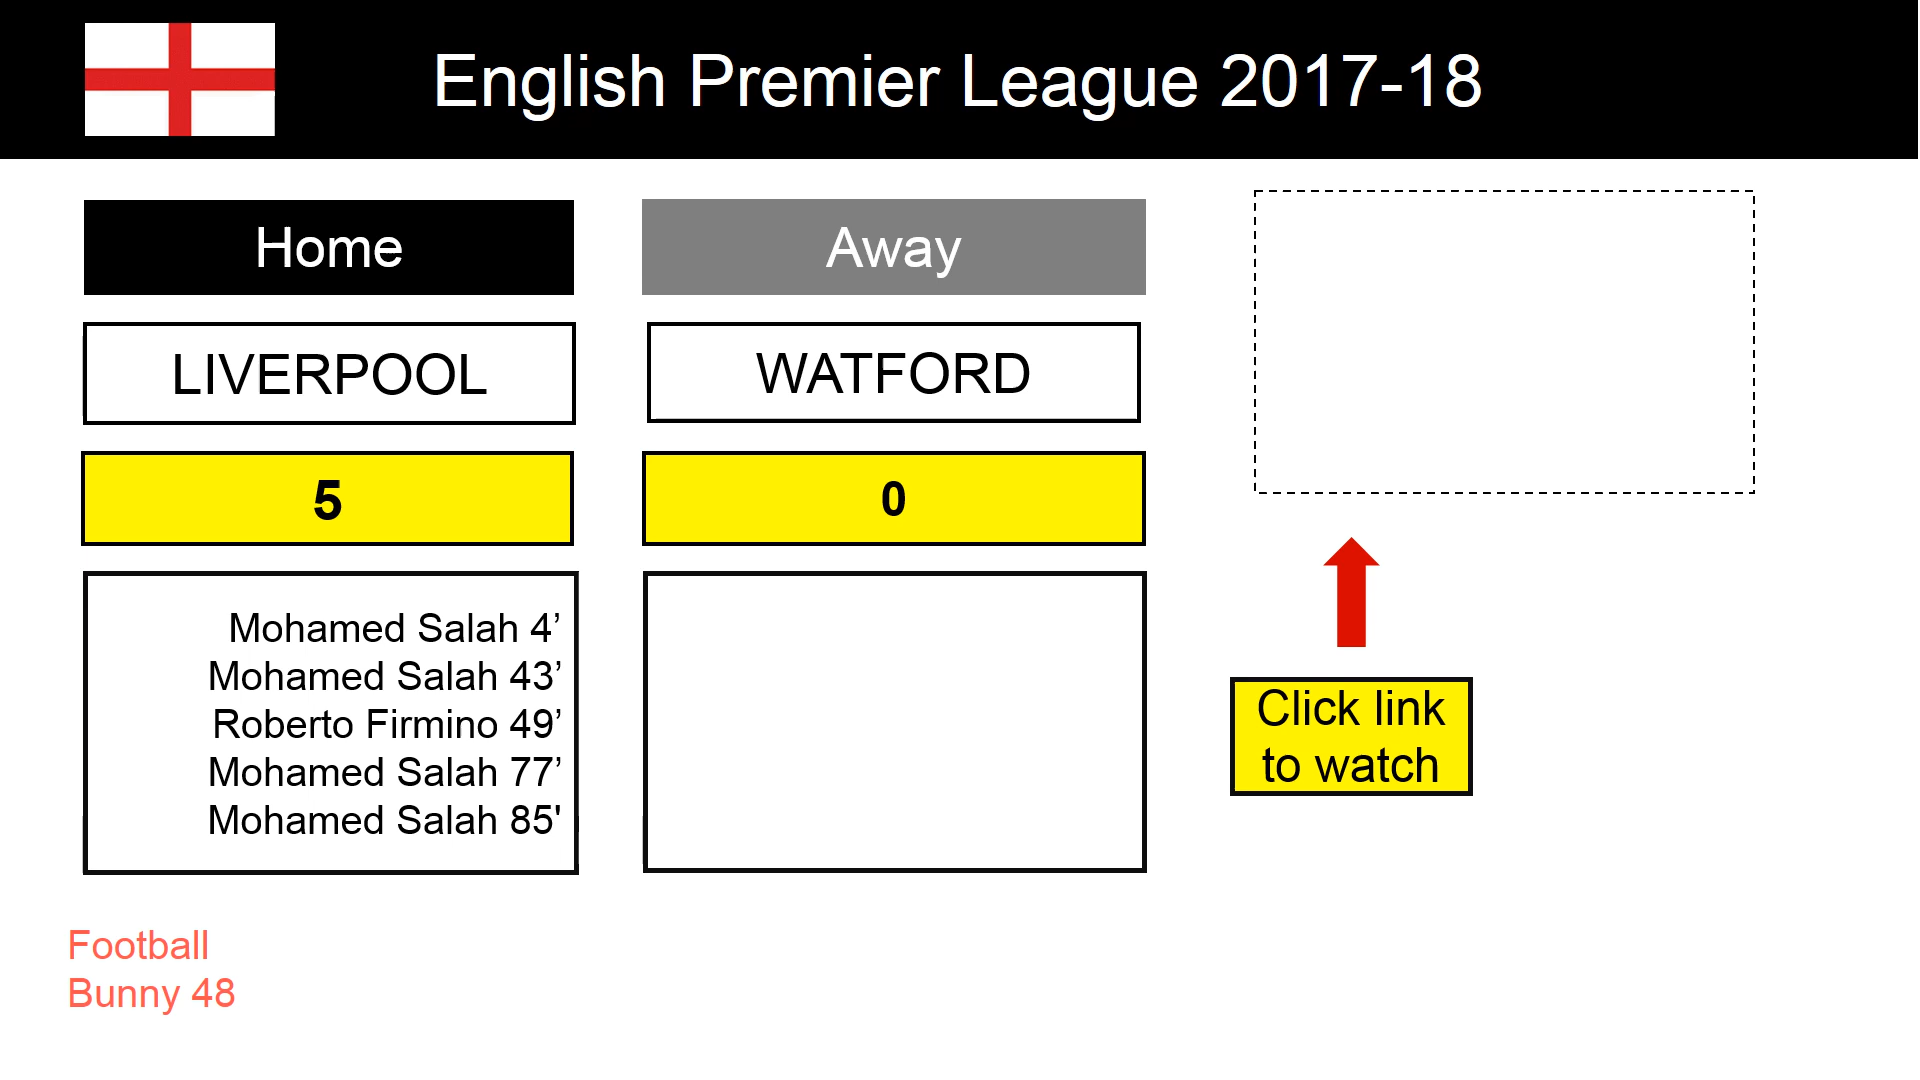 English Premier League 2017-18
Home
Away
LIVERPOOL
WATFORD
5
0
Mohamed Salah 4’
Mohamed Salah 43’
Roberto Firmino 49’
Mohamed Salah 77’
Mohamed Salah 85'
Click link
to watch
Football
Bunny 48